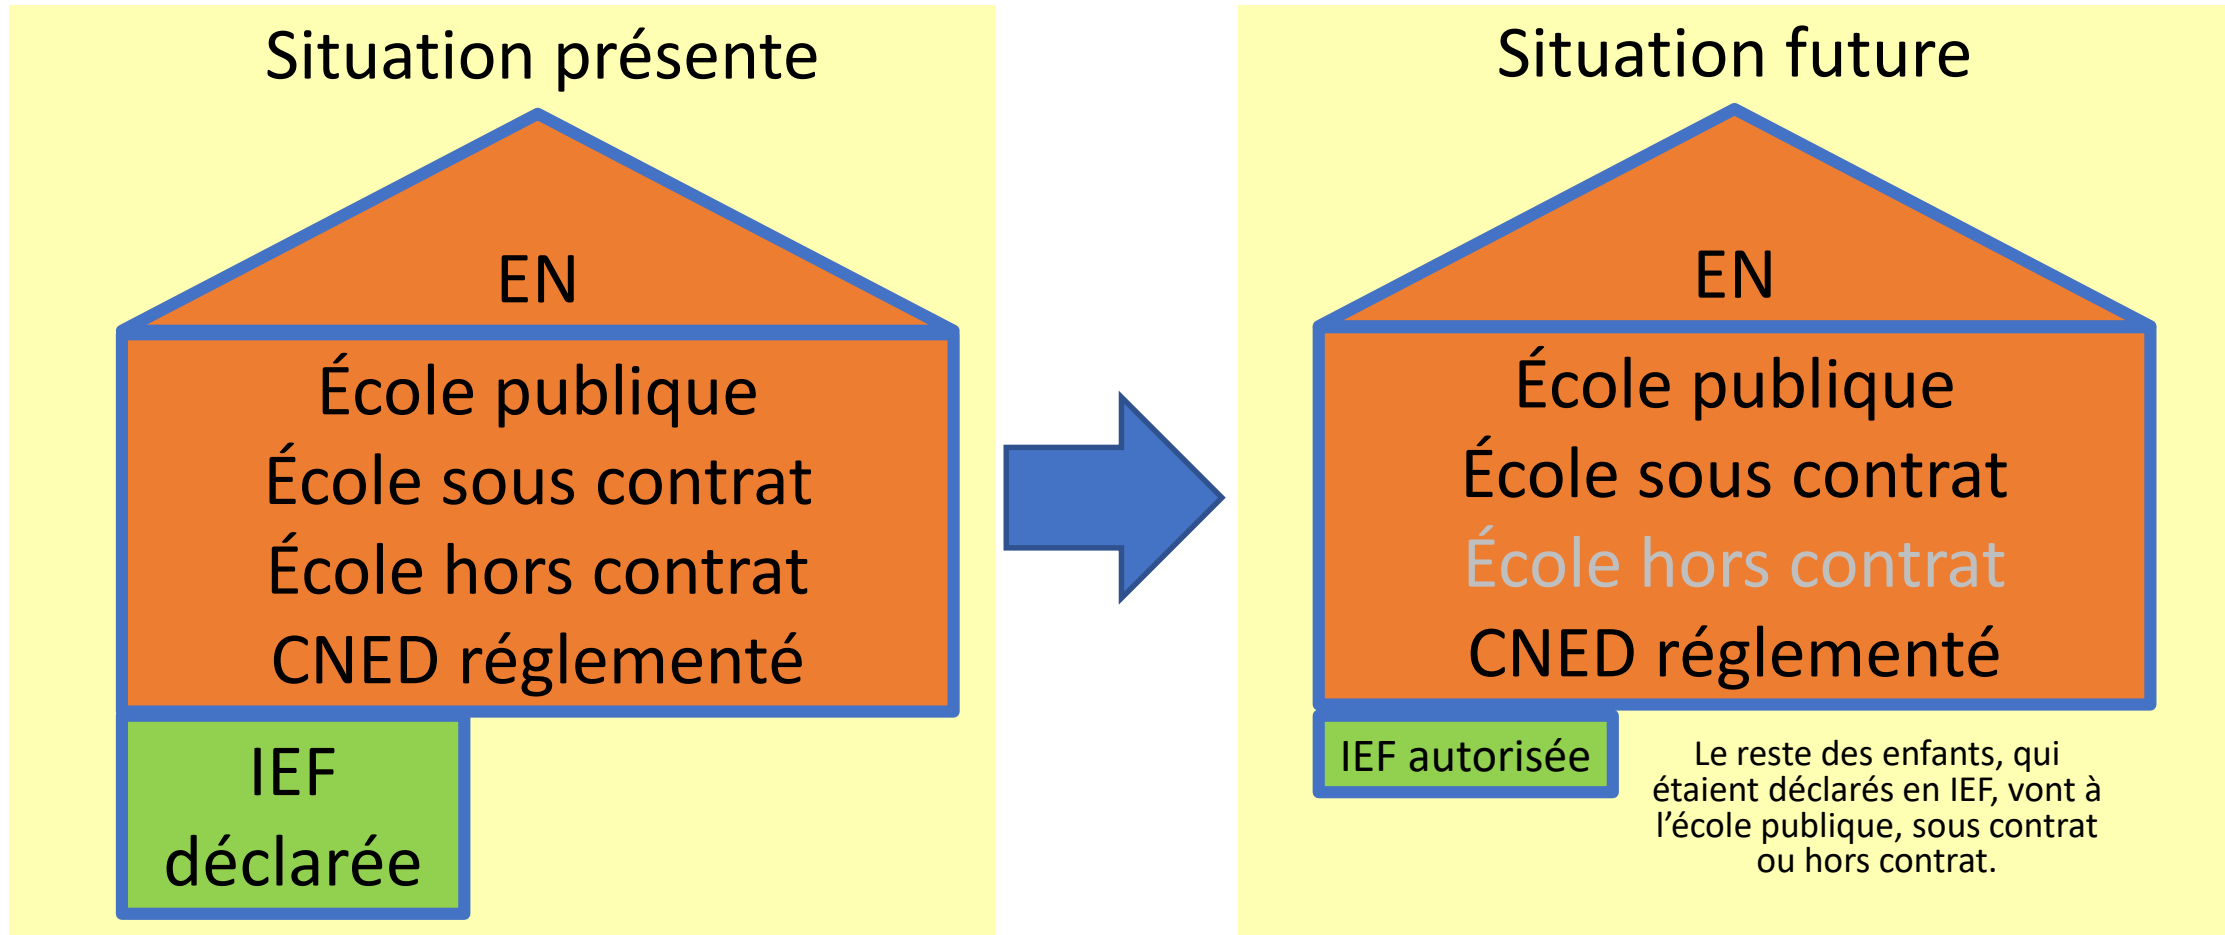 Situation présente
EN
École publique
École sous contrat
École hors contrat
CNED réglementé
IEF
déclarée
Situation future
EN
École publique
École sous contrat
École hors contrat
CNED réglementé
IEF autorisée
Le reste des enfants, qui
étaient déclarés en IEF, vont à
l’école publique, sous contrat
ou hors contrat.